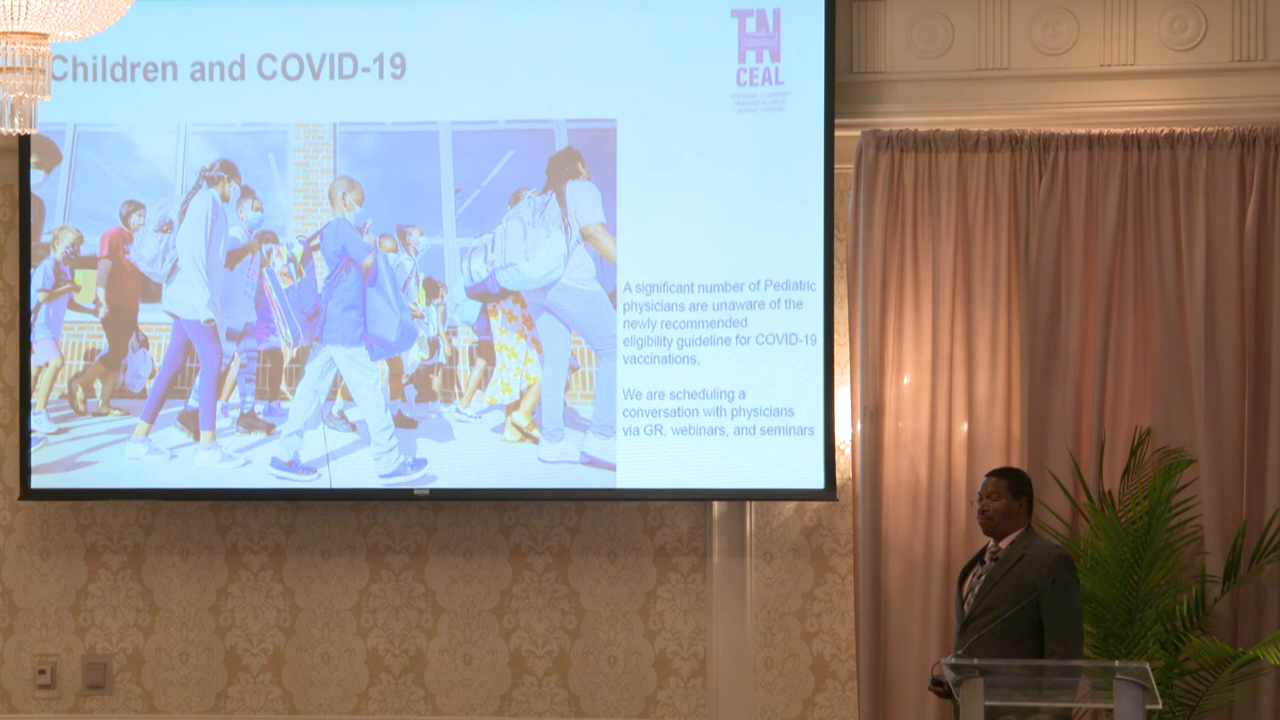 Children and COVID-19
TN
CEAL
A significant number of Pediatric
physicians are unaware of the
newly recommended
eligibility guideline for COVID-19
vaccinations.
We are scheduling a
conversation with physicians
via GR, webinars, and seminars